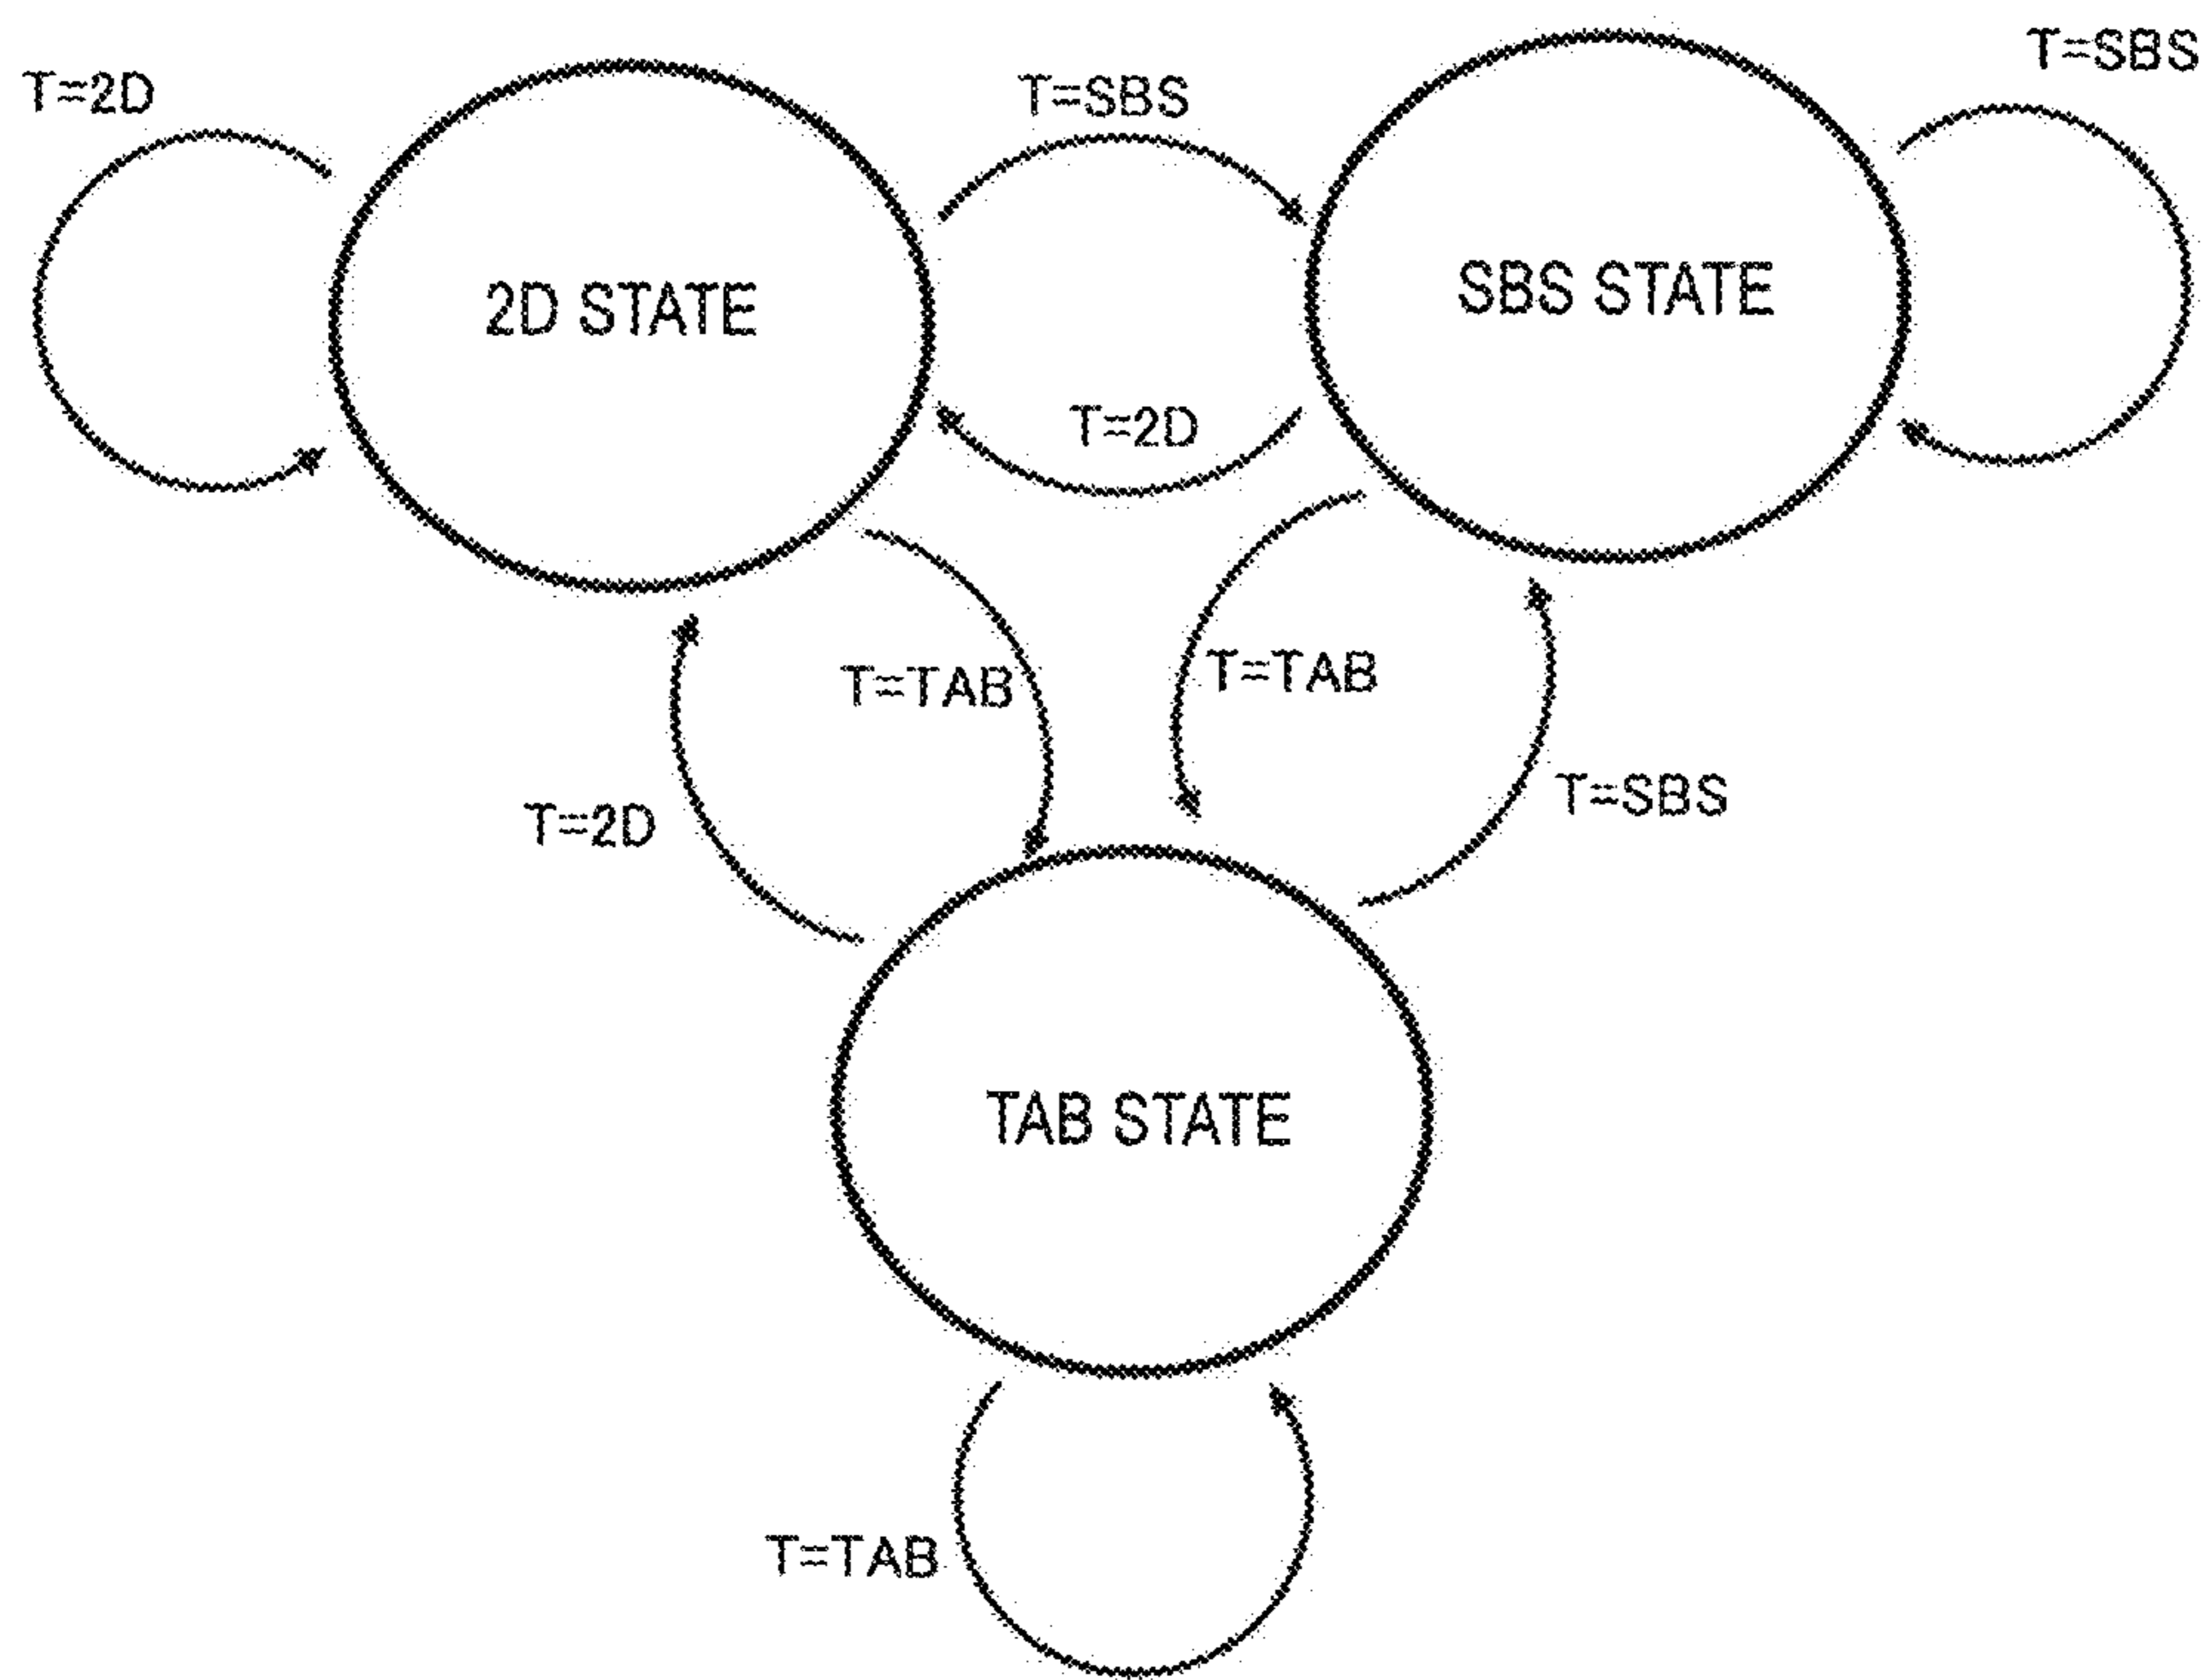 T=2D
T=SBS
T=SBS
2D STATE
SBS STATE
T=2D
T=TAB
T=TAB
T=2D
T=SBS
TAB STATE
T=TAB